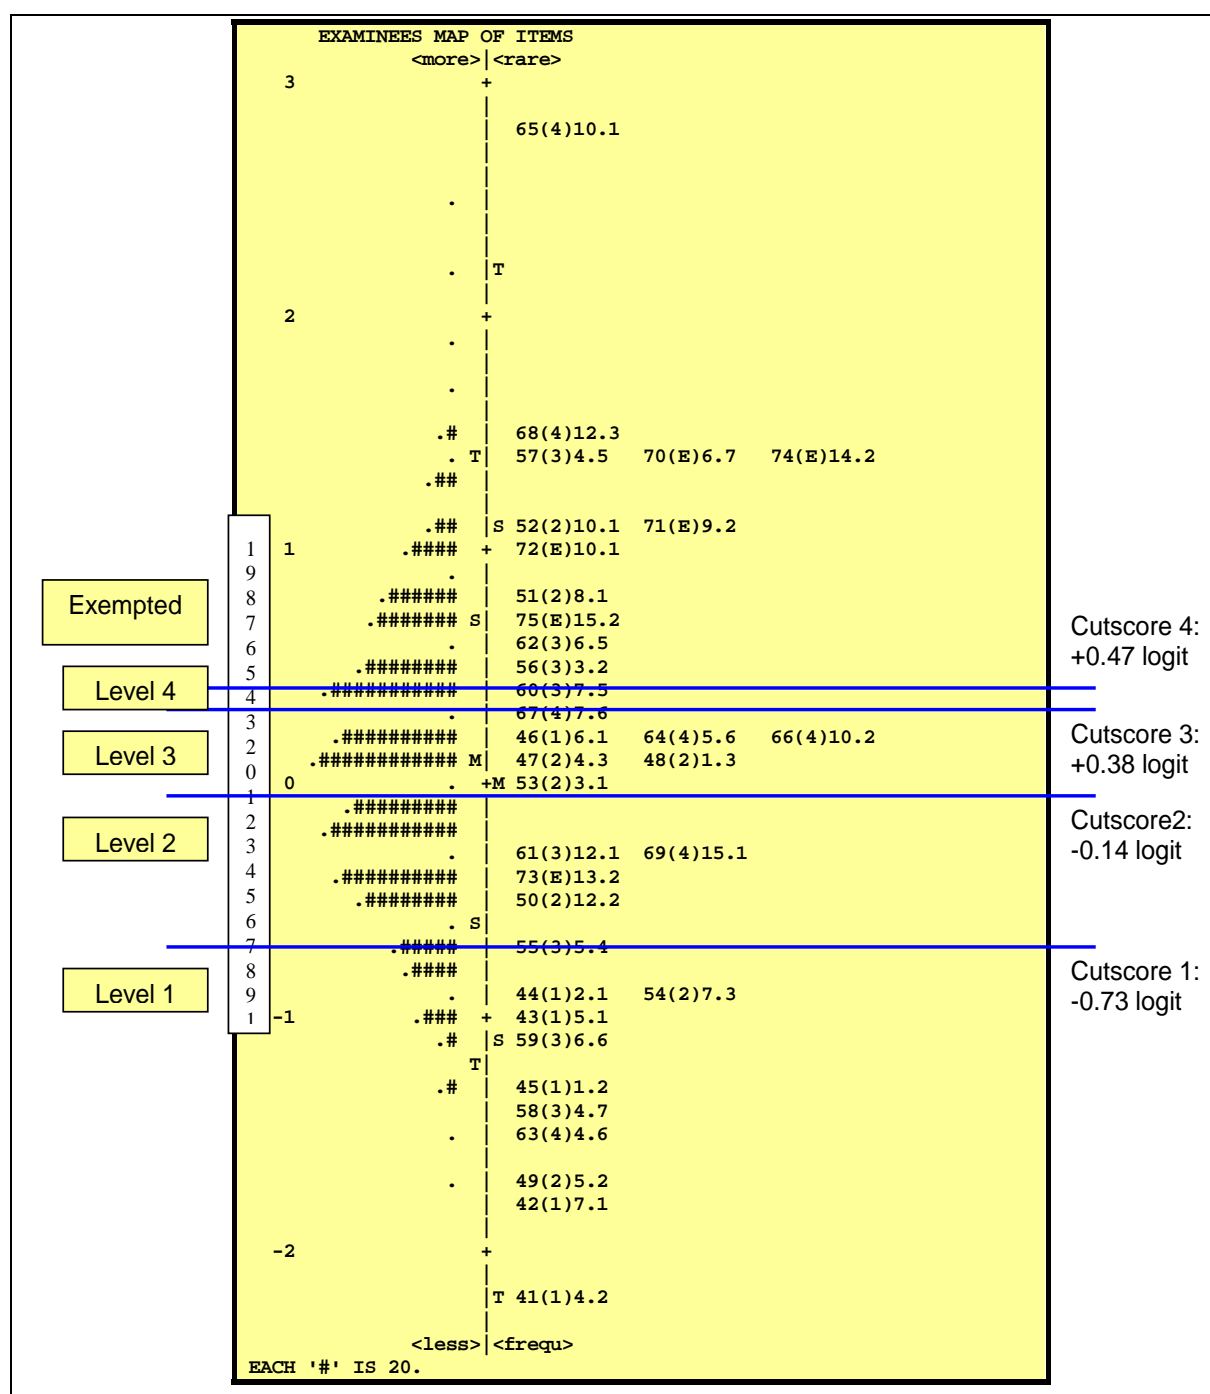 EXAMINEES MAP OF ITEMS
<more>|<rare>
3 +
|
| 65(4)10.1
|
|
. |
|
|
. |T
|
2 +
. |
|
. |
|
.# | 68(4)12.3
. T| 57(3)4.5 70(E)6.7 74(E)14.2
.## |
|
.## |S 52(2)10.1 71(E)9.2
1 1 .#### + 72(E)10.1
9 . |
8 .###### | 51(2)8.1
Exempted
7 .####### S| 75(E)15.2
6 . | 62(3)6.5
5 .######## | 56(3)3.2
Cutscore 4:
+0.47 logit
Level 4
4 .########### | 60(3)7.5
3 . | 67(4)7.6
2 .########## | 46(1)6.1 64(4)5.6 66(4)10.2
Level 3
0 .############ M| 47(2)4.3 48(2)1.3
Cutscore 3:
+0.38 logit
1 0 . +M 53(2)3.1
2 .######### |
Cutscore2:
-0.14 logit
.########### |
Level 2
3 . | 61(3)12.1 69(4)15.1
4 .########## | 73(E)13.2
5 .######## | 50(2)12.2
6 . S|
7 .##### | 55(3)5.4
8 .#### |
Level 1
9 . | 44(1)2.1 54(2)7.3
Cutscore 1:
-0.73 logit
1 -1 .### + 43(1)5.1
.# |S 59(3)6.6
T|
.# | 45(1)1.2
| 58(3)4.7
. | 63(4)4.6
|
. | 49(2)5.2
| 42(1)7.1
|
-2 +
|
|T 41(1)4.2
|
<less>|<frequ>
EACH '#' IS 20.